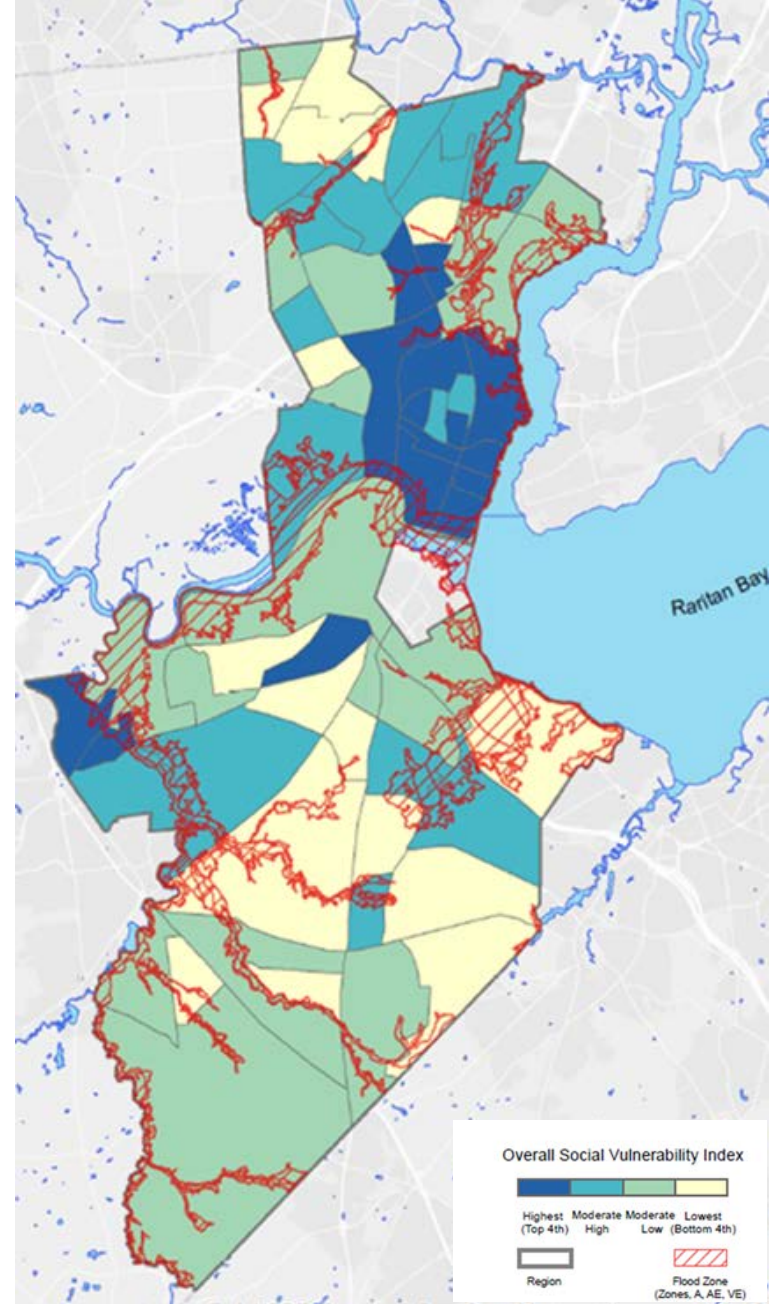 Raritan Bay
Overall Social Vulnerability Index
Highest
(Top 4th)
Moderate
High
Moderate
Low
Lowest
(Bottom 4th)
Region
Flood Zone
(Zones, A, AE, VE)